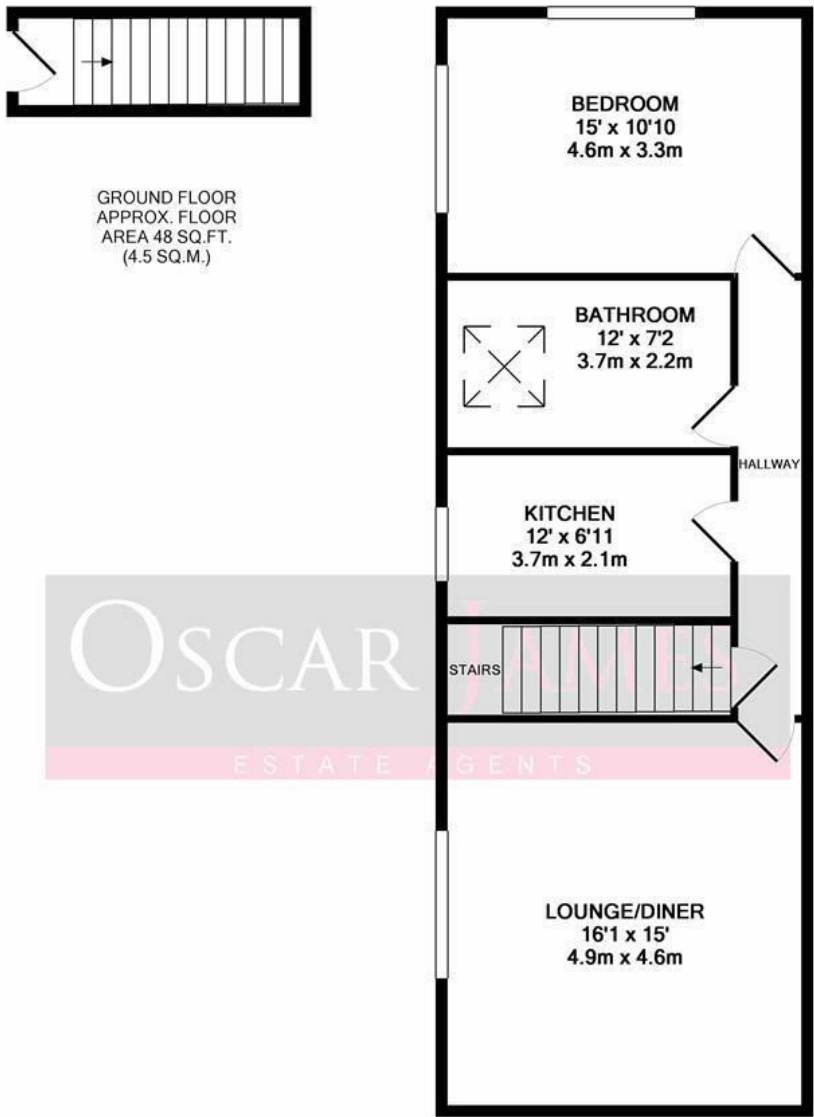 GROUND FLOOR
APPROX. FLOOR
AREA 48 SQ.FT.
(4.5 SQ.M.)
BEDROOM
15' x 10'10
4.6m x 3.3m
BATHROOM
12' x 7'2
3.7m x 2.2m
HALLWAY
KITCHEN
12' x 6'11
3.7m x 2.1m
OSCAR JAMES
STAIRS
ESTATE AGENTS
LOUNGE/DINER
16'1 x 15'
4.9m x 4.6m